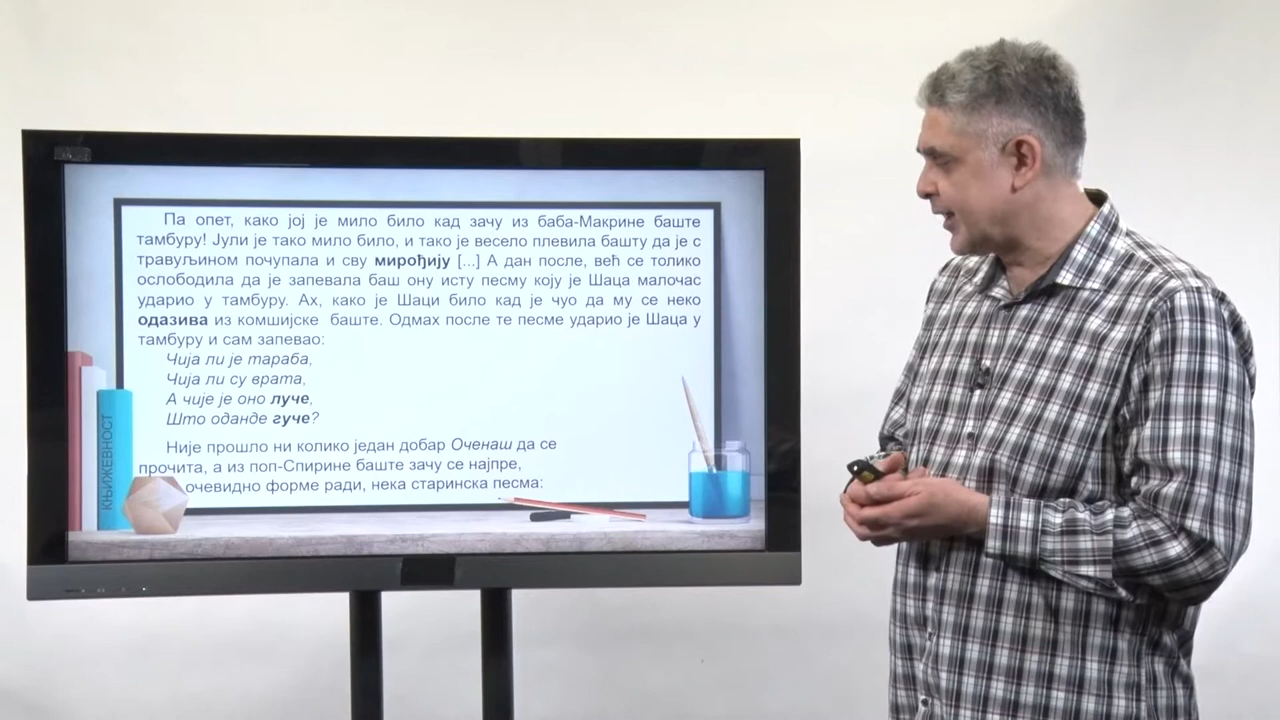 Па опет, како јој је мило било кад зачу из баба-Макрине баште
тамбуру! Јули је тако мило било, и тако је весело плевила башту да је с
травуљином почупала и сву мирођију [...] А дан после, већ се толико
ослободила да је запевала баш ону исту песму коју је Шаца малочас
ударио у тамбуру. Ах, како је Шаци било кад је чуо да му се неко
одазива из комшијске баште. Одмах после те песме ударио је Шаца у
тамбуру и сам запевао:
Чија ли је тараба,
Чија ли су врата,
А чије је оно луче,
Што оданде гуче?
Није прошло ни колико један добар Оченаш да се
прочита, а из поп-Спирине баште зачу се најпре,
очевидно форме ради, нека старинска песма:
КЊИЖЕВНОСТ